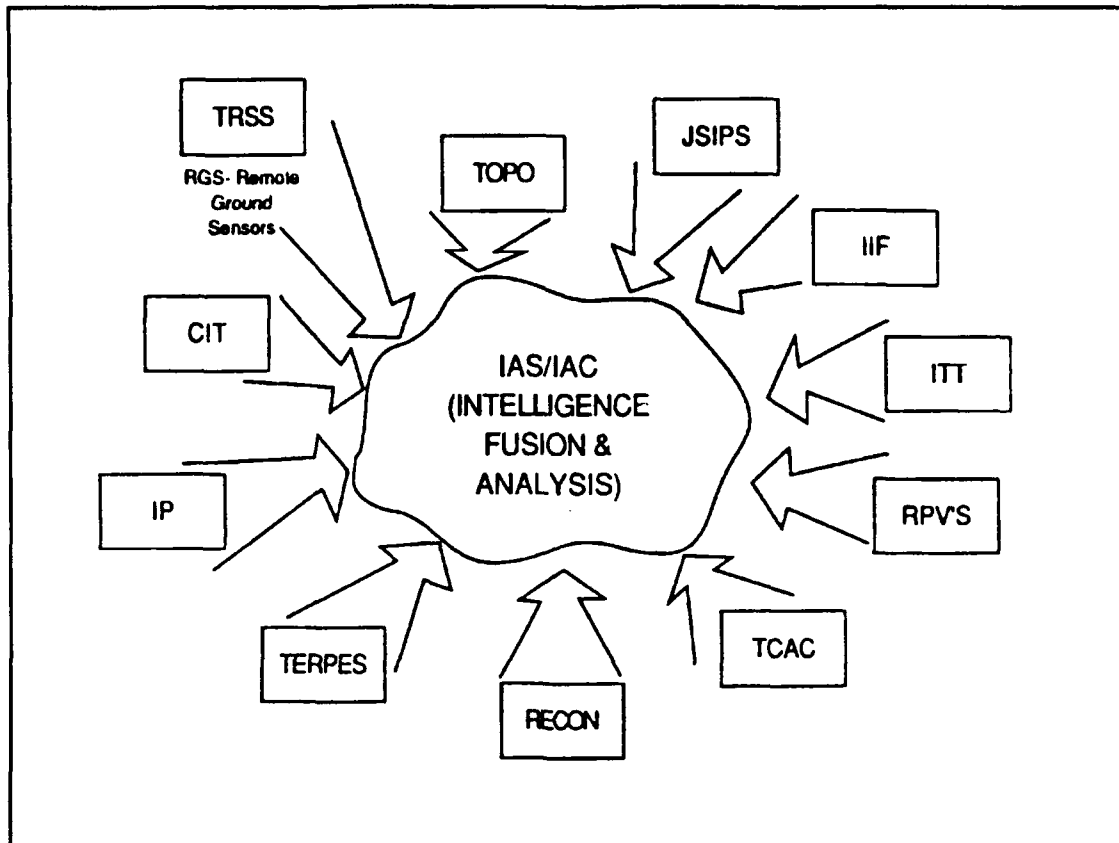 TRSS
RGS- Remote
Ground
Sensors
TOPO
JSIPS
IIF
CIT
ITT
IAS/IAC
(INTELLIGENCE
FUSION &
ANALYSIS)
IP
RPV'S
TERPES
RECON
TCAC